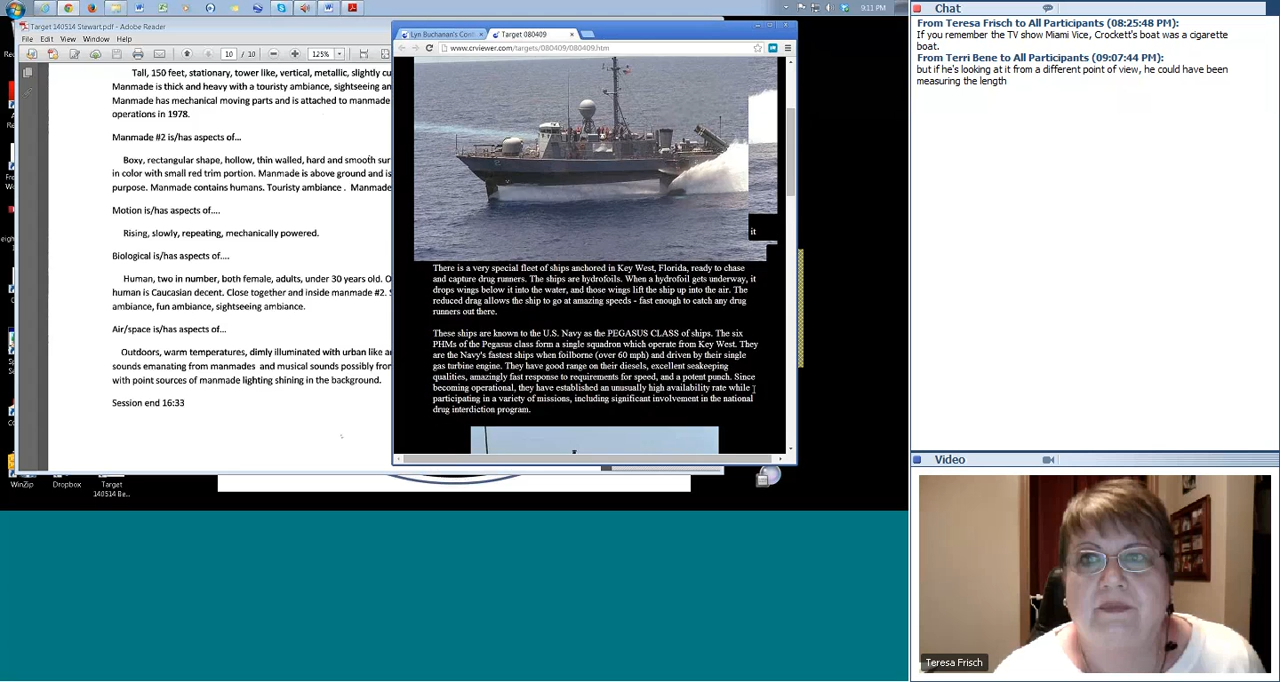 9:11 PM
Target 140514 Stewart.pdf - Adobe Reader
File Edit View Window Help
10 / 10 125%
Tall, 150 feet, stationary, tower like, vertical, metallic, slightly cu
Manmade is thick and heavy with a touristy ambiance, sightseeing an
Manmade has mechanical moving parts and is attached to manmade
operations in 1978.
Manmade #2 is/has aspects of...
Boxy, rectangular shape, hollow, thin walled, hard and smooth sur
in color with small red trim portion. Manmade is above ground and is
purpose. Manmade contains humans. Touristy ambiance . Manmade
Motion is/has aspects of....
Rising, slowly, repeating, mechanically powered.
Biological is/has aspects of....
Human, two in number, both female, adults, under 30 years old. O
human is Caucasian decent. Close together and inside manmade #2. S
ambiance, fun ambiance, sightseeing ambiance.
Air/space is/has aspects of...
Outdoors, warm temperatures, dimly illuminated with urban like a
sounds emanating from manmades and musical sounds possibly from
with point sources of manmade lighting shining in the background.
Session end 16:33
Lyn Buchanan's Con
Target 080409
www.crviewer.com/targets/080409/080409.htm
it
There is a very special fleet of ships anchored in Key West, Florida, ready to chase
and capture drug runners. The ships are hydrofoils. When a hydrofoil gets underway, it
drops wings below it into the water, and those wings lift the ship up into the air. The
reduced drag allows the ship to go at amazing speeds - fast enough to catch any drug
runners out there.
These ships are known to the U.S. Navy as the PEGASUS CLASS of ships. The six
PHMs of the Pegasus class form a single squadron which operate from Key West. They
are the Navy's fastest ships when foilborne (over 60 mph) and driven by their single
gas turbine engine. They have good range on their diesels, excellent seakeeping
qualities, amazingly fast response to requirements for speed, and a potent punch. Since
becoming operational, they have established an unusually high availability rate while
participating in a variety of missions, including significant involvement in the national
drug interdiction program.
WinZip
Dropbox
Target
140514 Be...
Chat
From Teresa Frisch to All Participants (08:25:48 PM):
If you remember the TV show Miami Vice, Crockett's boat was a cigarette
boat.
From Terri Bene to All Participants (09:07:44 PM):
but if he's looking at it from a different point of view, he could have been
measuring the length
Video
Teresa Frisch